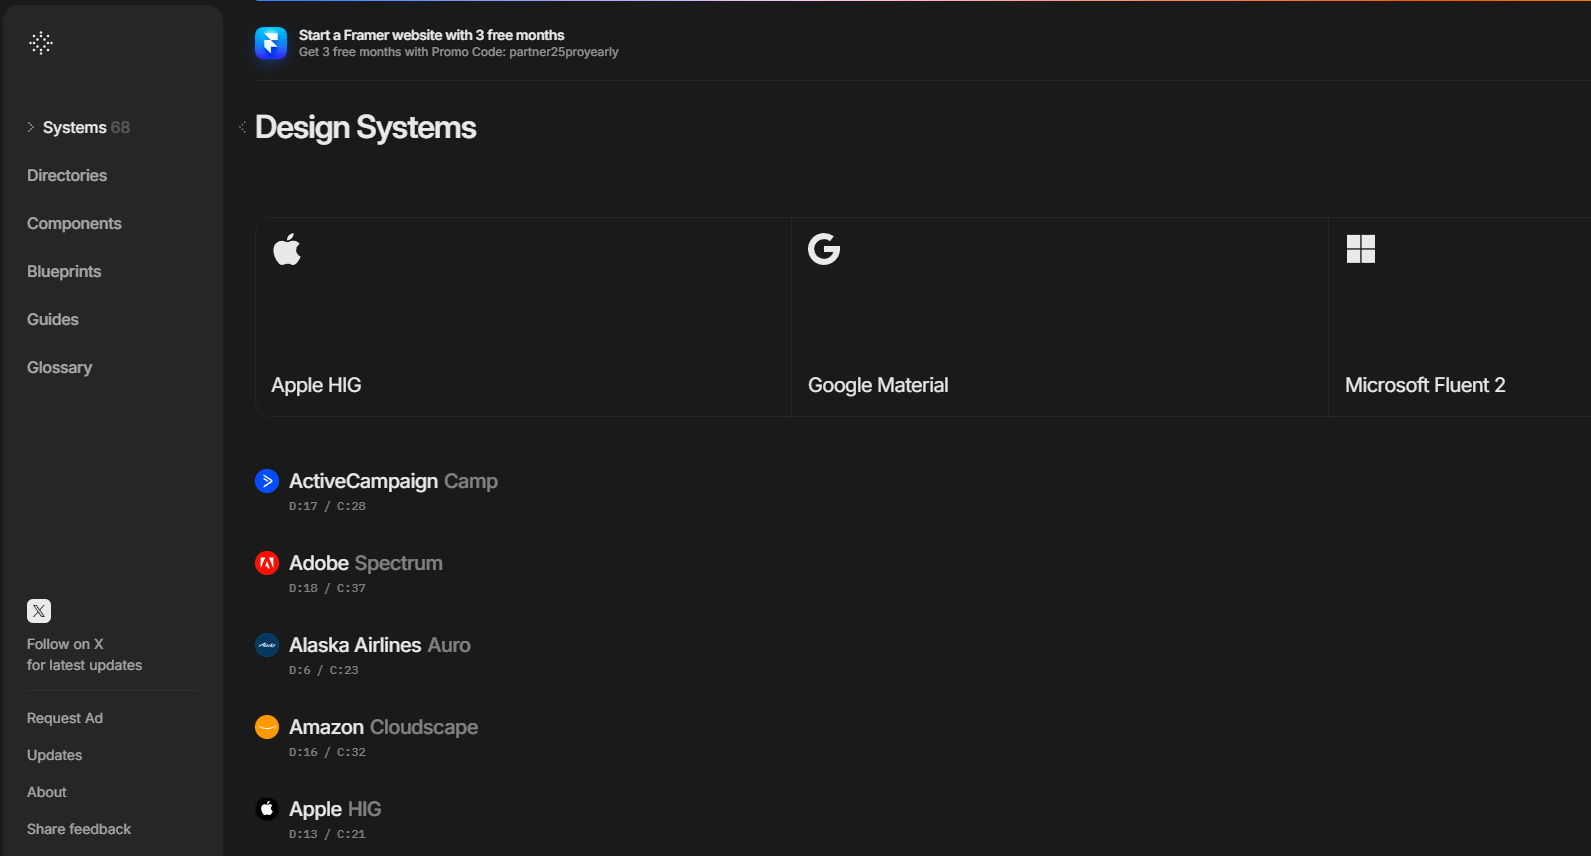 Start a Framer website with 3 free months
Get 3 free months with Promo Code: partner25proyearly
Systems 68
Directories
Components
Blueprints
Guides
Glossary
Follow on X
for latest updates
Request Ad
Updates
About
Share feedback
Design Systems
Apple HIG
Google Material
Microsoft Fluent 2
ActiveCampaign Camp
D:17 / C:28
Adobe Spectrum
D:18 / C:37
Alaska Airlines Auro
D:6 / C:23
Amazon Cloudscape
D:16 / C:32
Apple HIG
D:13 / C:21